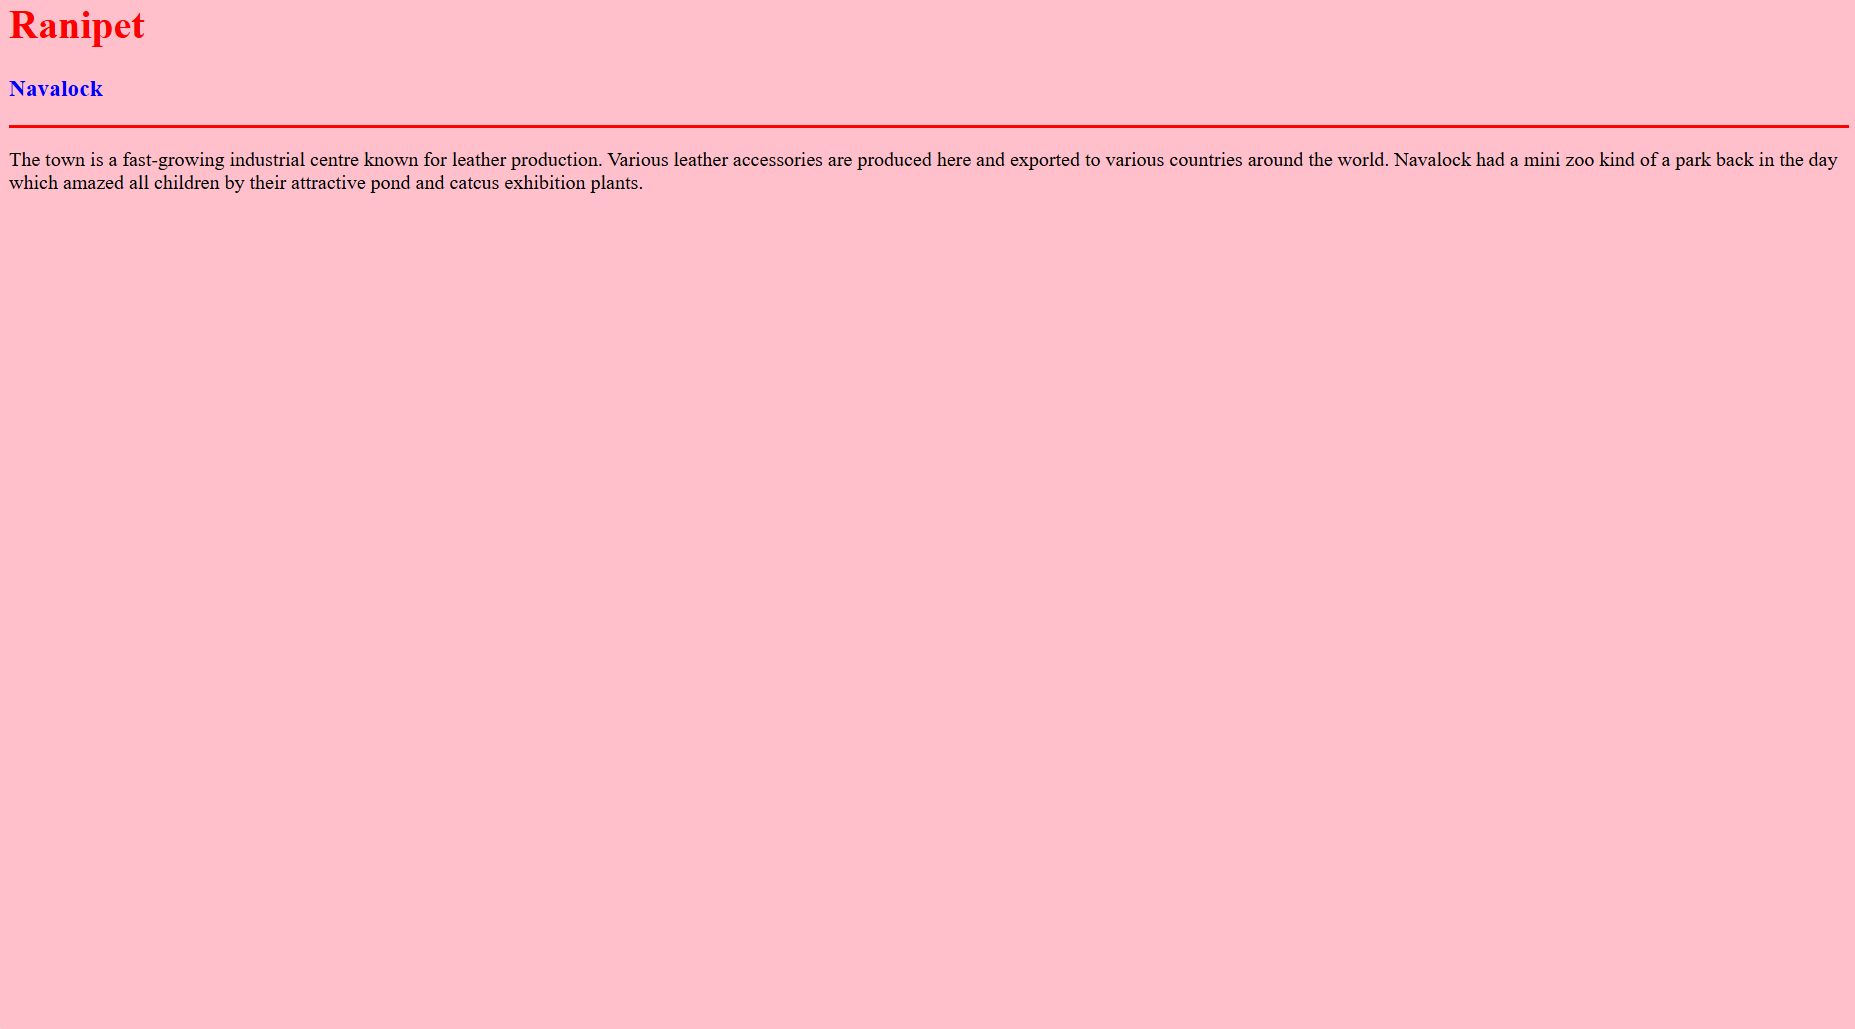 Ranipet
Navalock
The town is a fast-growing industrial centre known for leather production. Various leather accessories are produced here and exported to various countries around the world. Navalock had a mini zoo kind of a park back in the day
which amazed all children by their attractive pond and catcus exhibition plants.